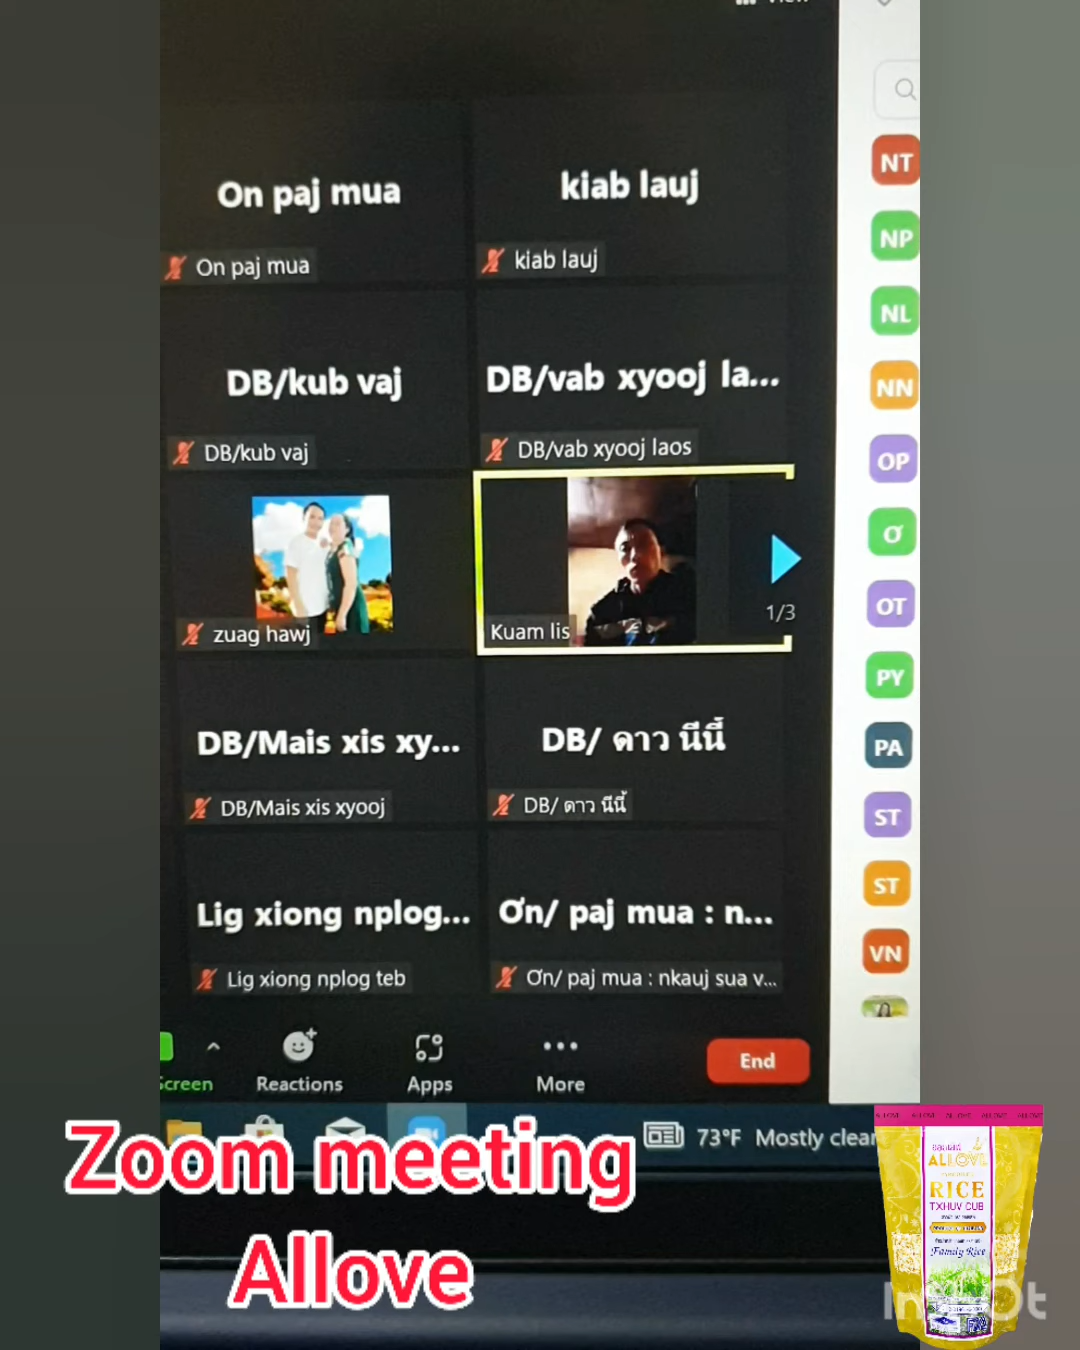 On paj mua
kiab lauj
On paj mua
kiab lauj
DB/kub vaj
DB/vab xyooj la...
DB/kub vaj
DB/vab xyooj laos
zuag hawj
Kuam lis
1/3
DB/Mais xis xy...
DB/ ดาว นีนี่
DB/Mais xis xyooj
DB/ ดาว นีนี่
Lig xiong nplog...
Ơn/ paj mua : n...
Lig xiong nplog teb
Ơn/ paj mua : nkauj sua v...
NT
NP
NL
NN
OP
Ơ
OT
PY
PA
ST
ST
VN
Reactions
Apps
More
End
73°F Mostly clear
Zoom meeting
Allove
ALLOVE
RICE
TXHUV CUB
Family Rice